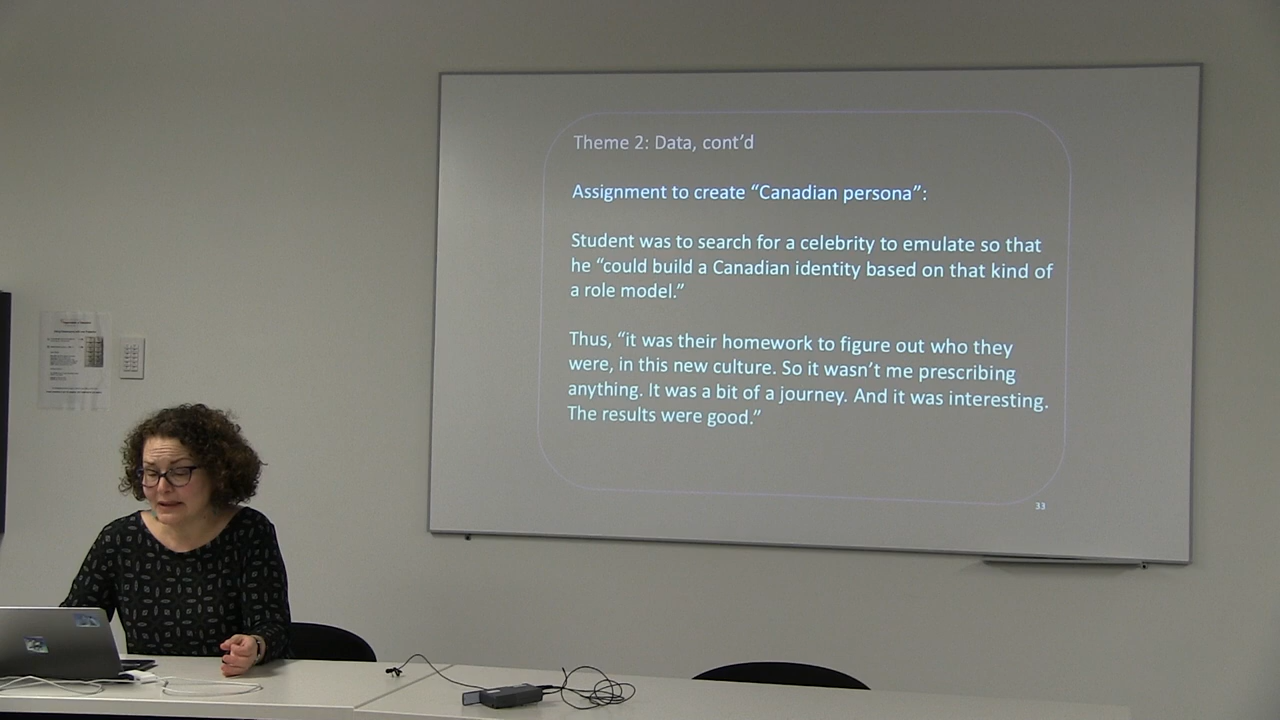 Theme 2: Data, cont’d
Assignment to create “Canadian persona”:
Student was to search for a celebrity to emulate so that
he “could build a Canadian identity based on that kind of
a role model.”
Thus, “it was their homework to figure out who they
were, in this new culture. So it wasn’t me prescribing
anything. It was a bit of a journey. And it was interesting.
The results were good.”
33